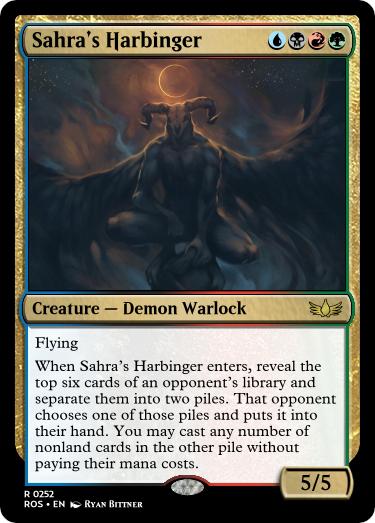 Sahra's Harbinger
Creature — Demon Warlock
Flying
When Sahra's Harbinger enters, reveal the
top six cards of an opponent's library and
separate them into two piles. That opponent
chooses one of those piles and puts it into
their hand. You may cast any number of
nonland cards in the other pile without
paying their mana costs.
5/5
R 0252
ROS • EN Ryan Bittner